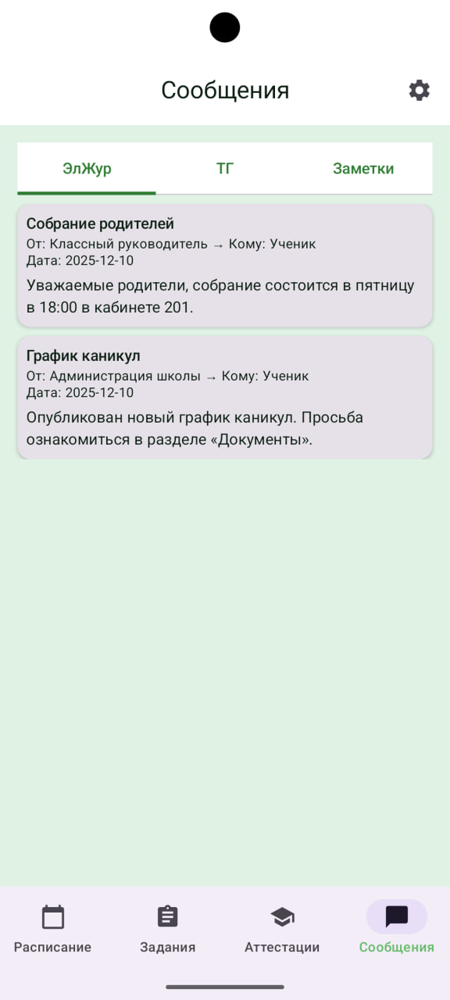 Сообщения
ЭлЖур
ТГ
Заметки
Собрание родителей
От: Классный руководитель → Кому: Ученик
Дата: 2025-12-10
Уважаемые родители, собрание состоится в пятницу
в 18:00 в кабинете 201.
График каникул
От: Администрация школы → Кому: Ученик
Дата: 2025-12-10
Опубликован новый график каникул. Просьба
ознакомиться в разделе «Документы».
Расписание
Задания
Аттестации
Сообщения